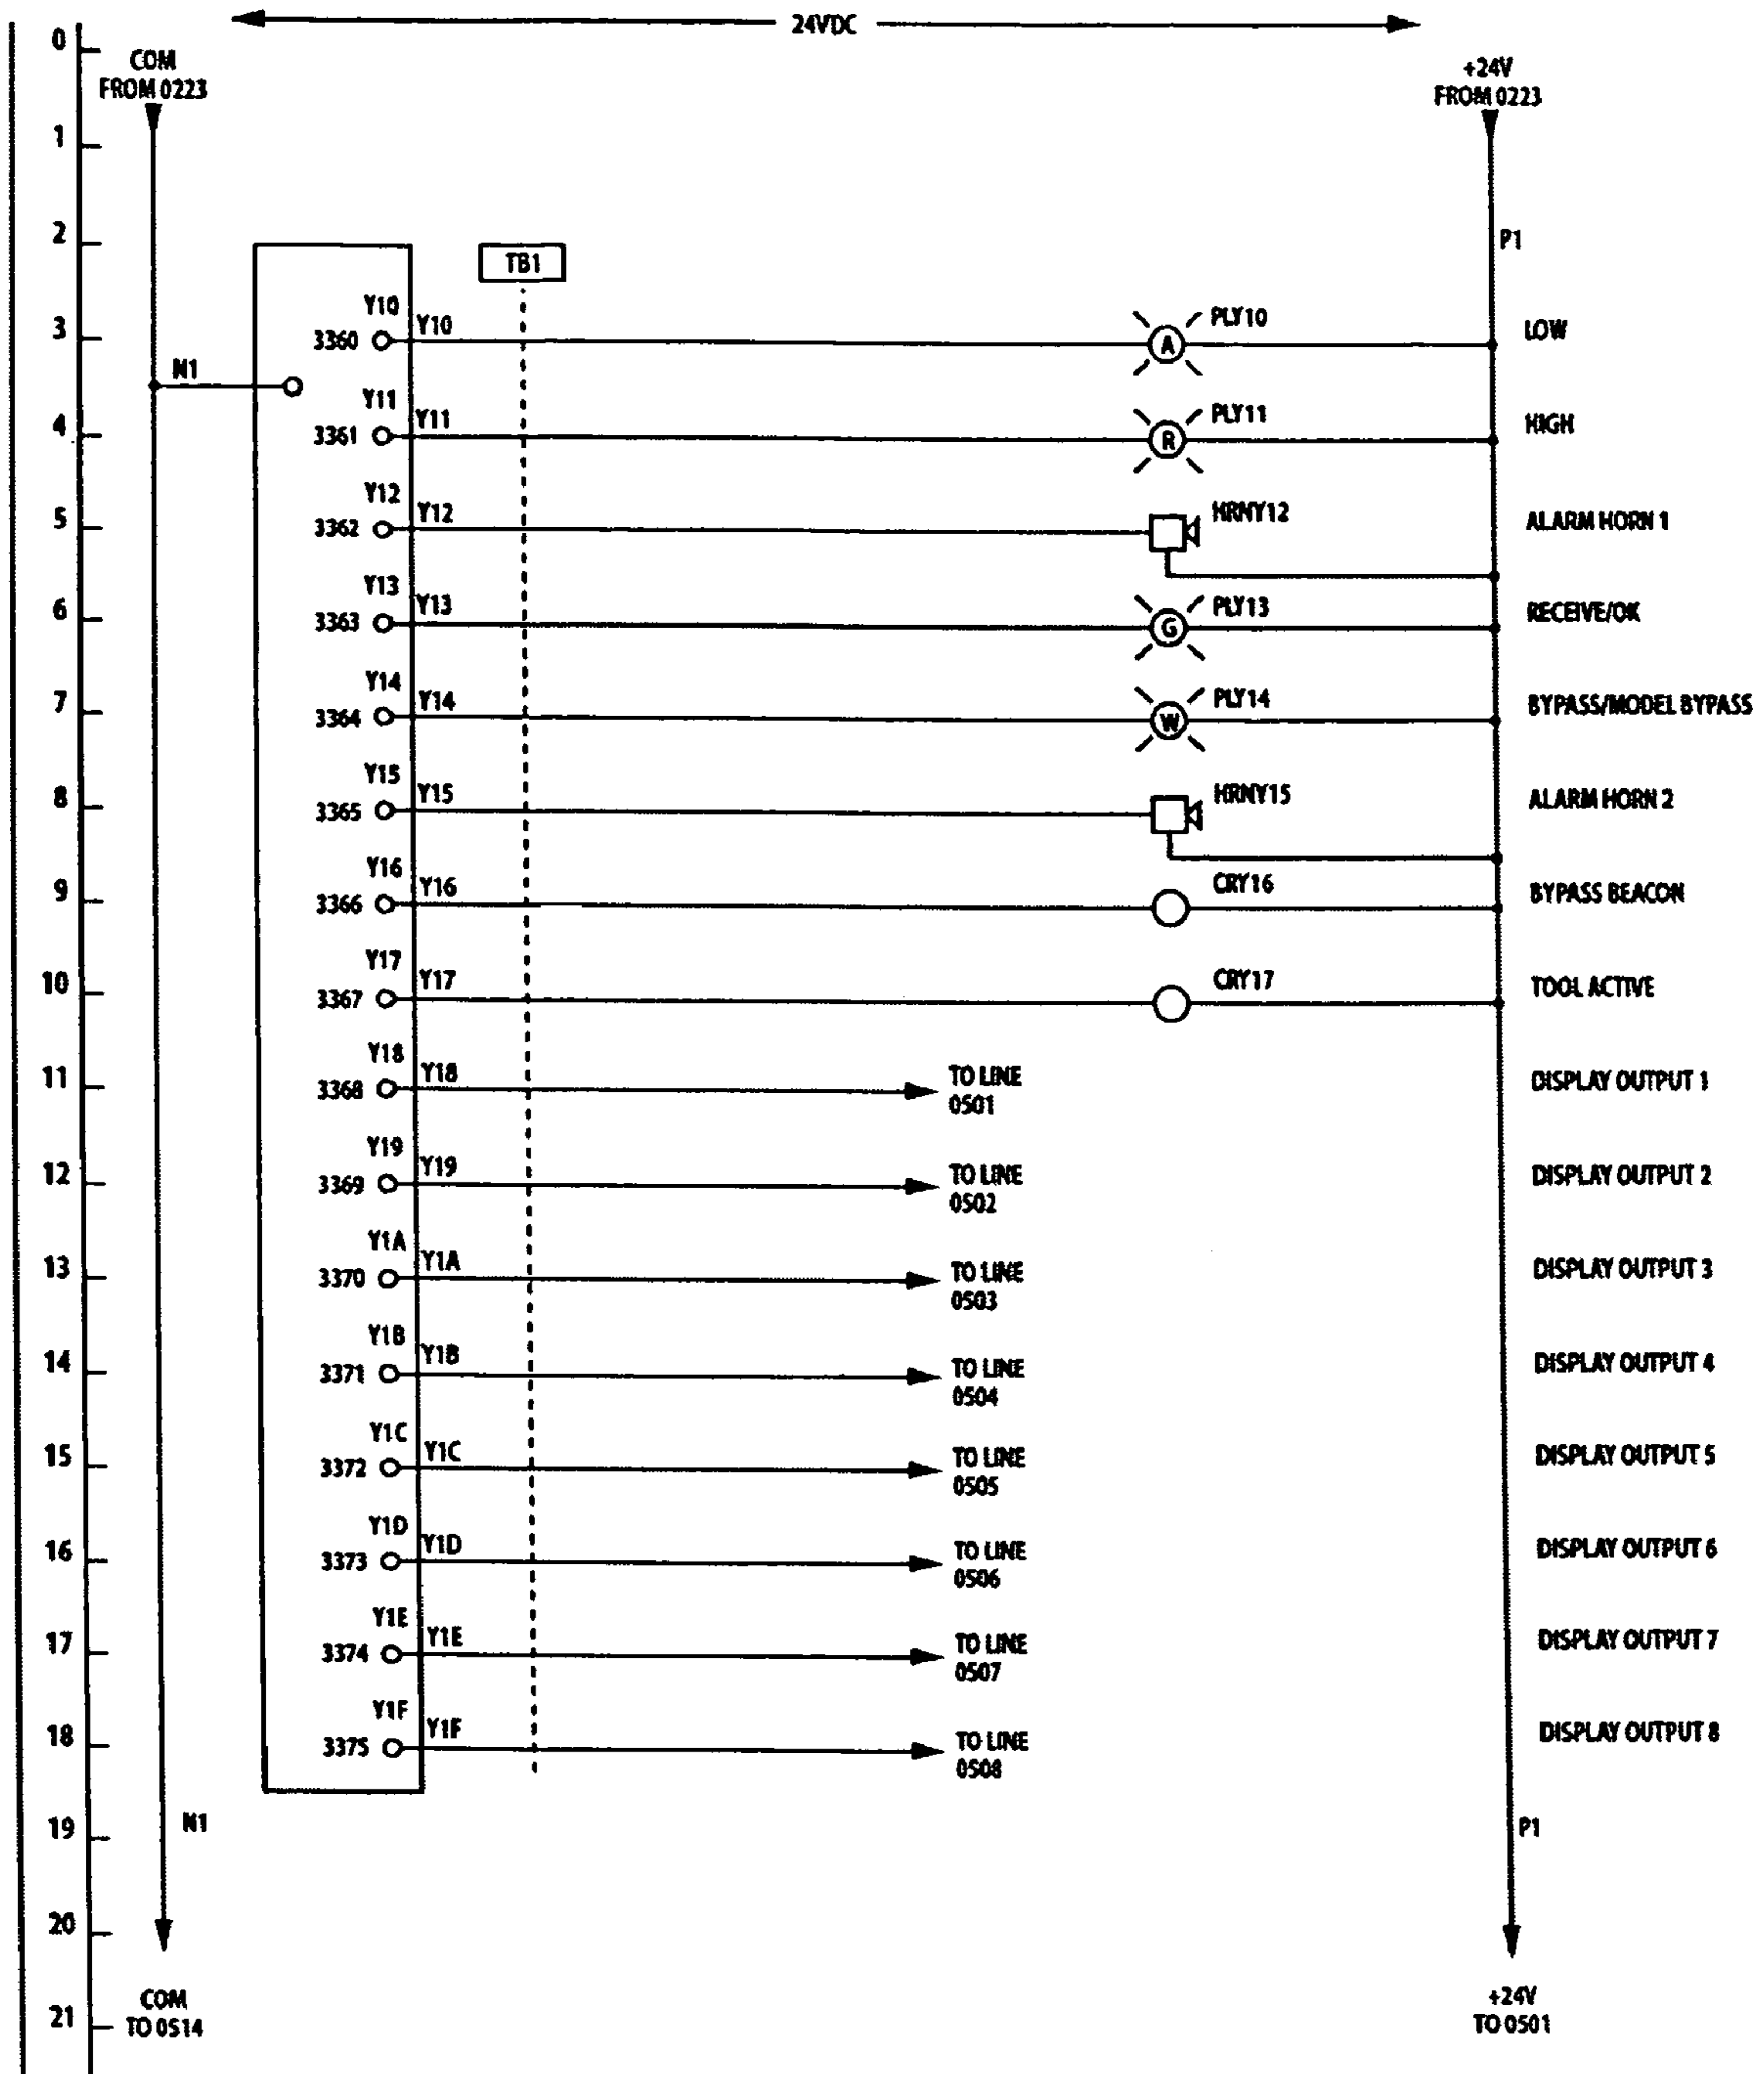 24VDC
0
COM
FROM 0223
+24V
FROM 0223
1
2
P1
TB1
Y10
3
3360
Y10
PLY10
A
LOW
N1
Y11
4
3361
Y11
PLY11
R
HIGH
Y12
5
3362
Y12
HRNY12
ALARM HORN 1
Y13
6
3363
Y13
PLY13
G
RECEIVE/OK
Y14
7
3364
Y14
PLY14
W
BYPASS/MODEL BYPASS
Y15
8
3365
Y15
HRNY15
ALARM HORN 2
Y16
9
3366
Y16
CRY16
BYPASS BEACON
Y17
10
3367
Y17
CRY17
TOOL ACTIVE
Y18
11
3368
Y18
TO LINE
0501
DISPLAY OUTPUT 1
Y19
12
3369
Y19
TO LINE
0502
DISPLAY OUTPUT 2
Y1A
13
3370
Y1A
TO LINE
0503
DISPLAY OUTPUT 3
Y1B
14
3371
Y1B
TO LINE
0504
DISPLAY OUTPUT 4
Y1C
15
3372
Y1C
TO LINE
0505
DISPLAY OUTPUT 5
Y1D
16
3373
Y1D
TO LINE
0506
DISPLAY OUTPUT 6
Y1E
17
3374
Y1E
TO LINE
0507
DISPLAY OUTPUT 7
Y1F
18
3375
Y1F
TO LINE
0508
DISPLAY OUTPUT 8
19
N1
P1
20
21
COM
TO 0514
+24V
TO 0501